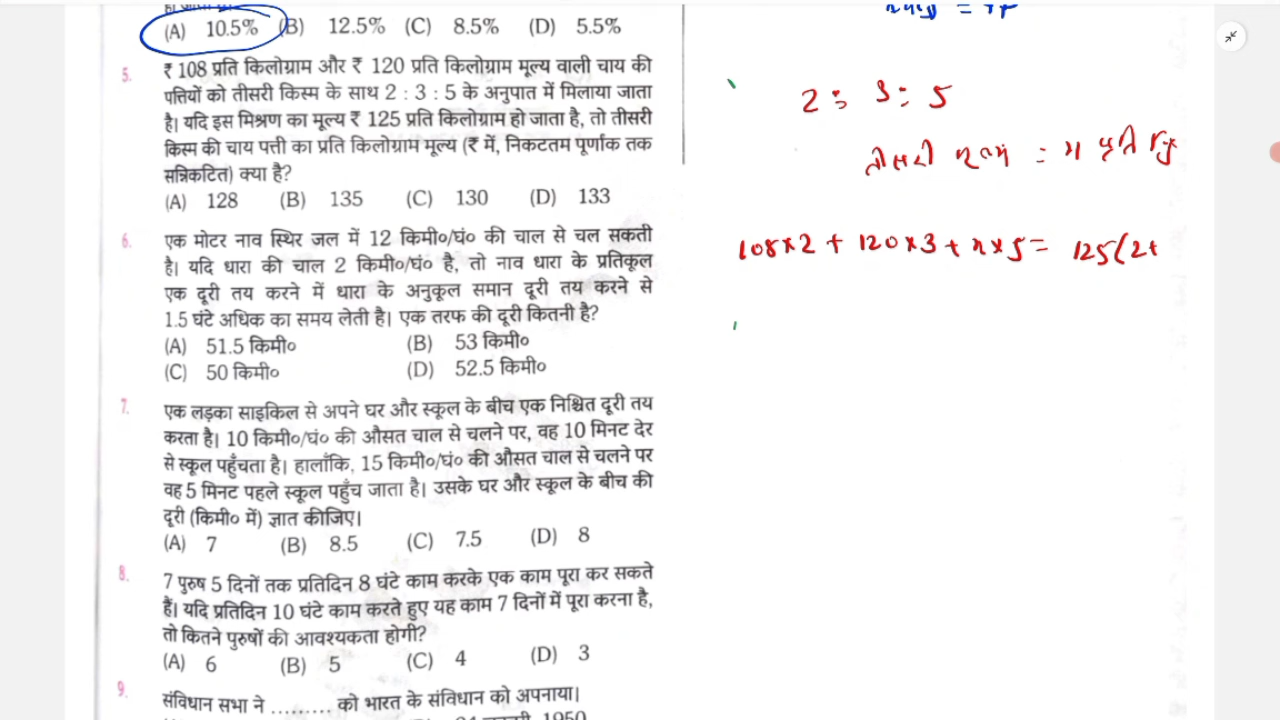 (A) 10.5% (B) 12.5% (C) 8.5% (D) 5.5%
5. ₹ 108 प्रति किलोग्राम और ₹ 120 प्रति किलोग्राम मूल्य वाली चाय की
पत्तियों को तीसरी किस्म के साथ 2 : 3 : 5 के अनुपात में मिलाया जाता
है। यदि इस मिश्रण का मूल्य ₹ 125 प्रति किलोग्राम हो जाता है, तो तीसरी
किस्म की चाय पत्ती का प्रति किलोग्राम मूल्य (₹ में, निकटतम पूर्णांक तक
सन्निकटित) क्या है?
(A) 128 (B) 135 (C) 130 (D) 133
6. एक मोटर नाव स्थिर जल में 12 किमी०/घं० की चाल से चल सकती
है। यदि धारा की चाल 2 किमी०/घं० है, तो नाव धारा के प्रतिकूल
एक दूरी तय करने में धारा के अनुकूल समान दूरी तय करने से
1.5 घंटे अधिक का समय लेती है। एक तरफ की दूरी कितनी है?
(A) 51.5 किमी० (B) 53 किमी०
(C) 50 किमी० (D) 52.5 किमी०
7. एक लड़का साइकिल से अपने घर और स्कूल के बीच एक निश्चित दूरी तय
करता है। 10 किमी०/घं० की औसत चाल से चलने पर, वह 10 मिनट देर
से स्कूल पहुँचता है। हालाँकि, 15 किमी०/घं० की औसत चाल से चलने पर
वह 5 मिनट पहले स्कूल पहुँच जाता है। उसके घर और स्कूल के बीच की
दूरी (किमी० में) ज्ञात कीजिए।
(A) 7 (B) 8.5 (C) 7.5 (D) 8
8. 7 पुरुष 5 दिनों तक प्रतिदिन 8 घंटे काम करके एक काम पूरा कर सकते
हैं। यदि प्रतिदिन 10 घंटे काम करते हुए यह काम 7 दिनों में पूरा करना है,
तो कितने पुरुषों की आवश्यकता होगी?
(A) 6 (B) 5 (C) 4 (D) 3
9. संविधान सभा ने ......... को भारत के संविधान को अपनाया।
2 : 3 : 5
108×2 + 120×3 + x×5 = 125(2+